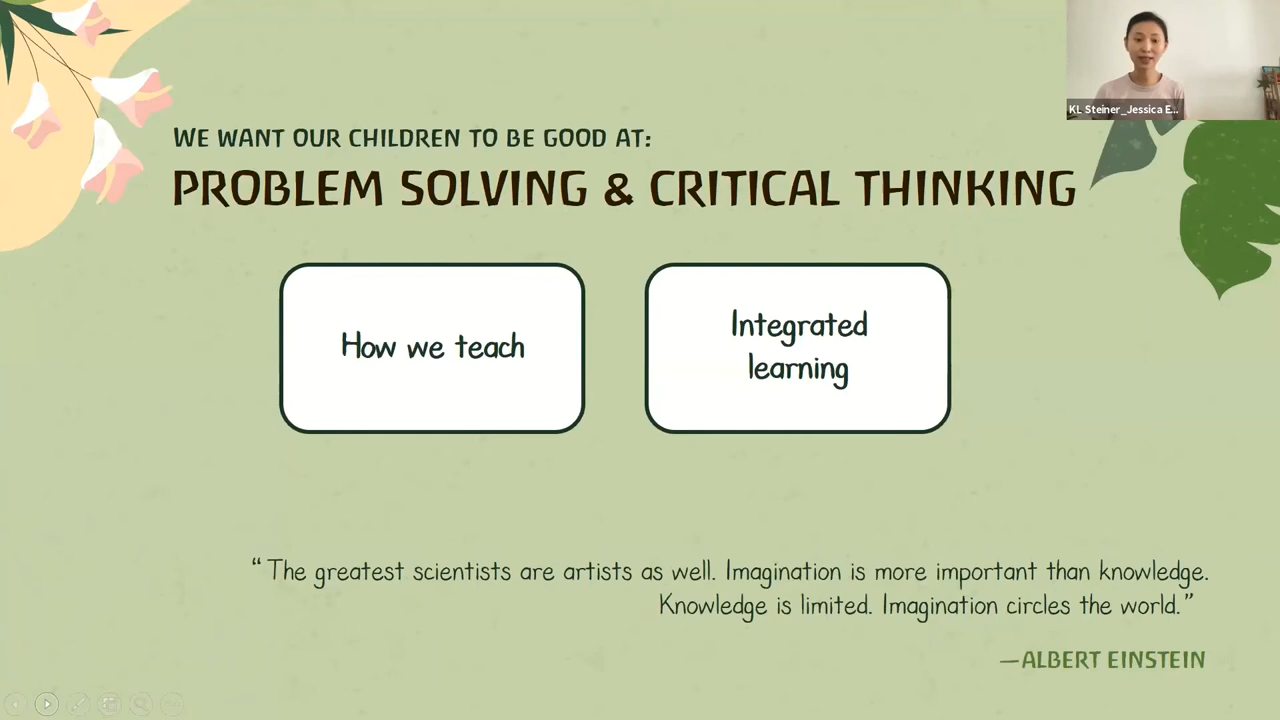 KL Steiner_Jessica E...
WE WANT OUR CHILDREN TO BE GOOD AT:
PROBLEM SOLVING & CRITICAL THINKING
How we teach
Integrated
learning
“ The greatest scientists are artists as well. Imagination is more important than knowledge.
Knowledge is limited. Imagination circles the world.”
—ALBERT EINSTEIN